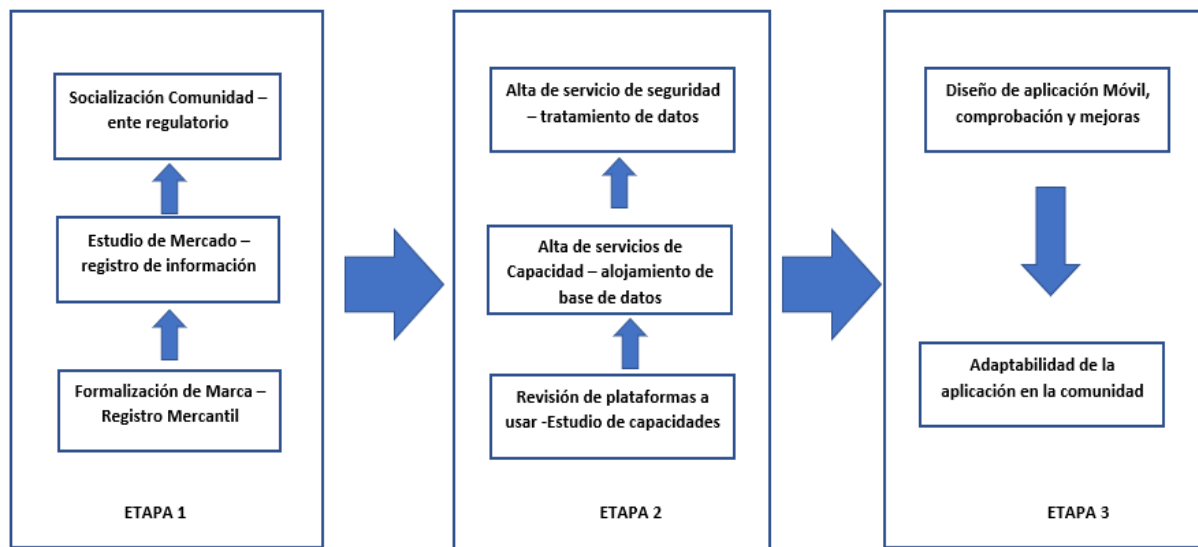 Socialización Comunidad –
ente regulatorio
Estudio de Mercado –
registro de información
Formalización de Marca –
Registro Mercantil
ETAPA 1
Alta de servicio de seguridad
– tratamiento de datos
Alta de servicios de
Capacidad – alojamiento de
base de datos
Revisión de plataformas a
usar -Estudio de capacidades
ETAPA 2
Diseño de aplicación Móvil,
comprobación y mejoras
Adaptabilidad de la
aplicación en la comunidad
ETAPA 3